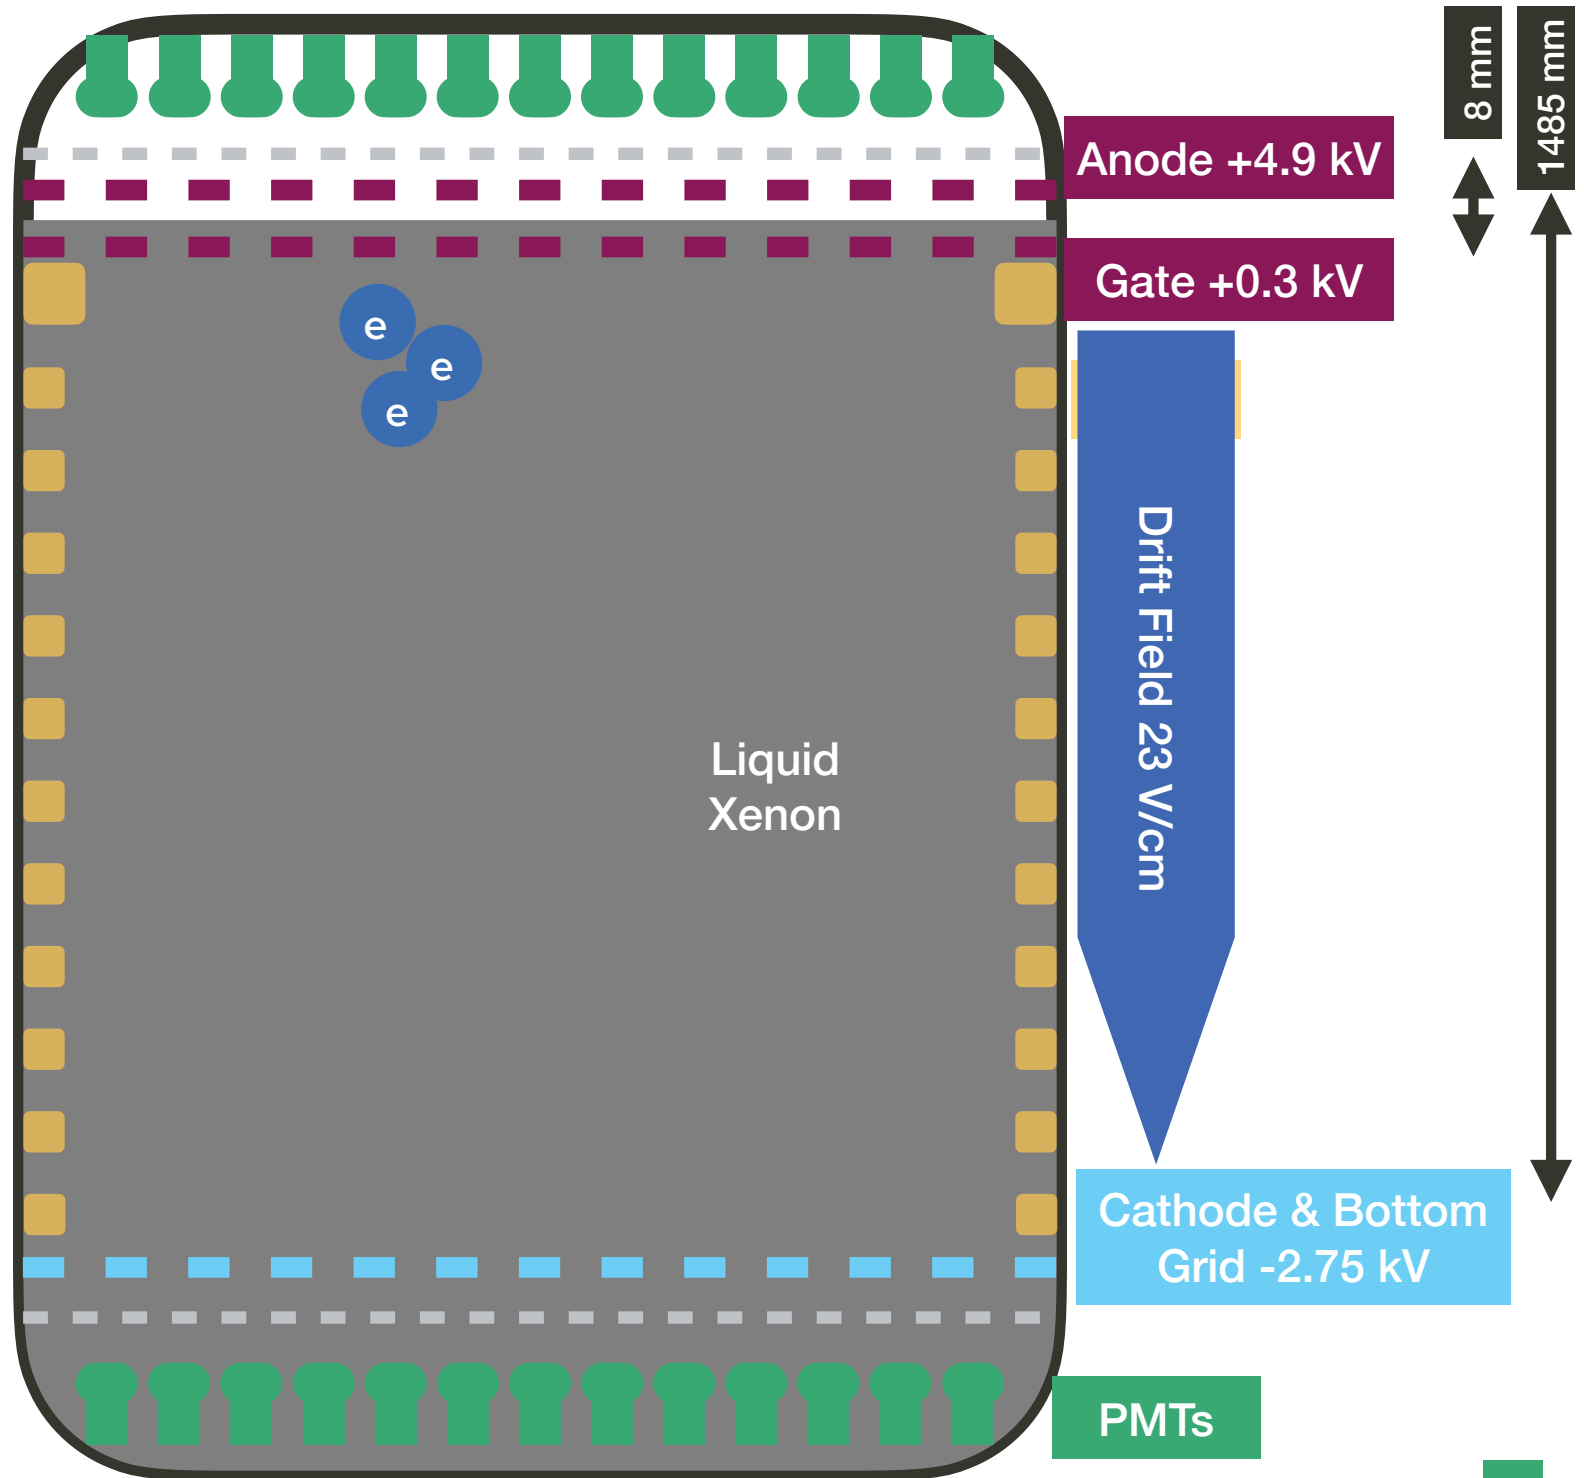 8 mm
1485 mm
Anode +4.9 kV
Gate +0.3 kV
e
e
e
Drift Field 23 V/cm
Liquid
Xenon
Cathode & Bottom
Grid -2.75 kV
PMTs